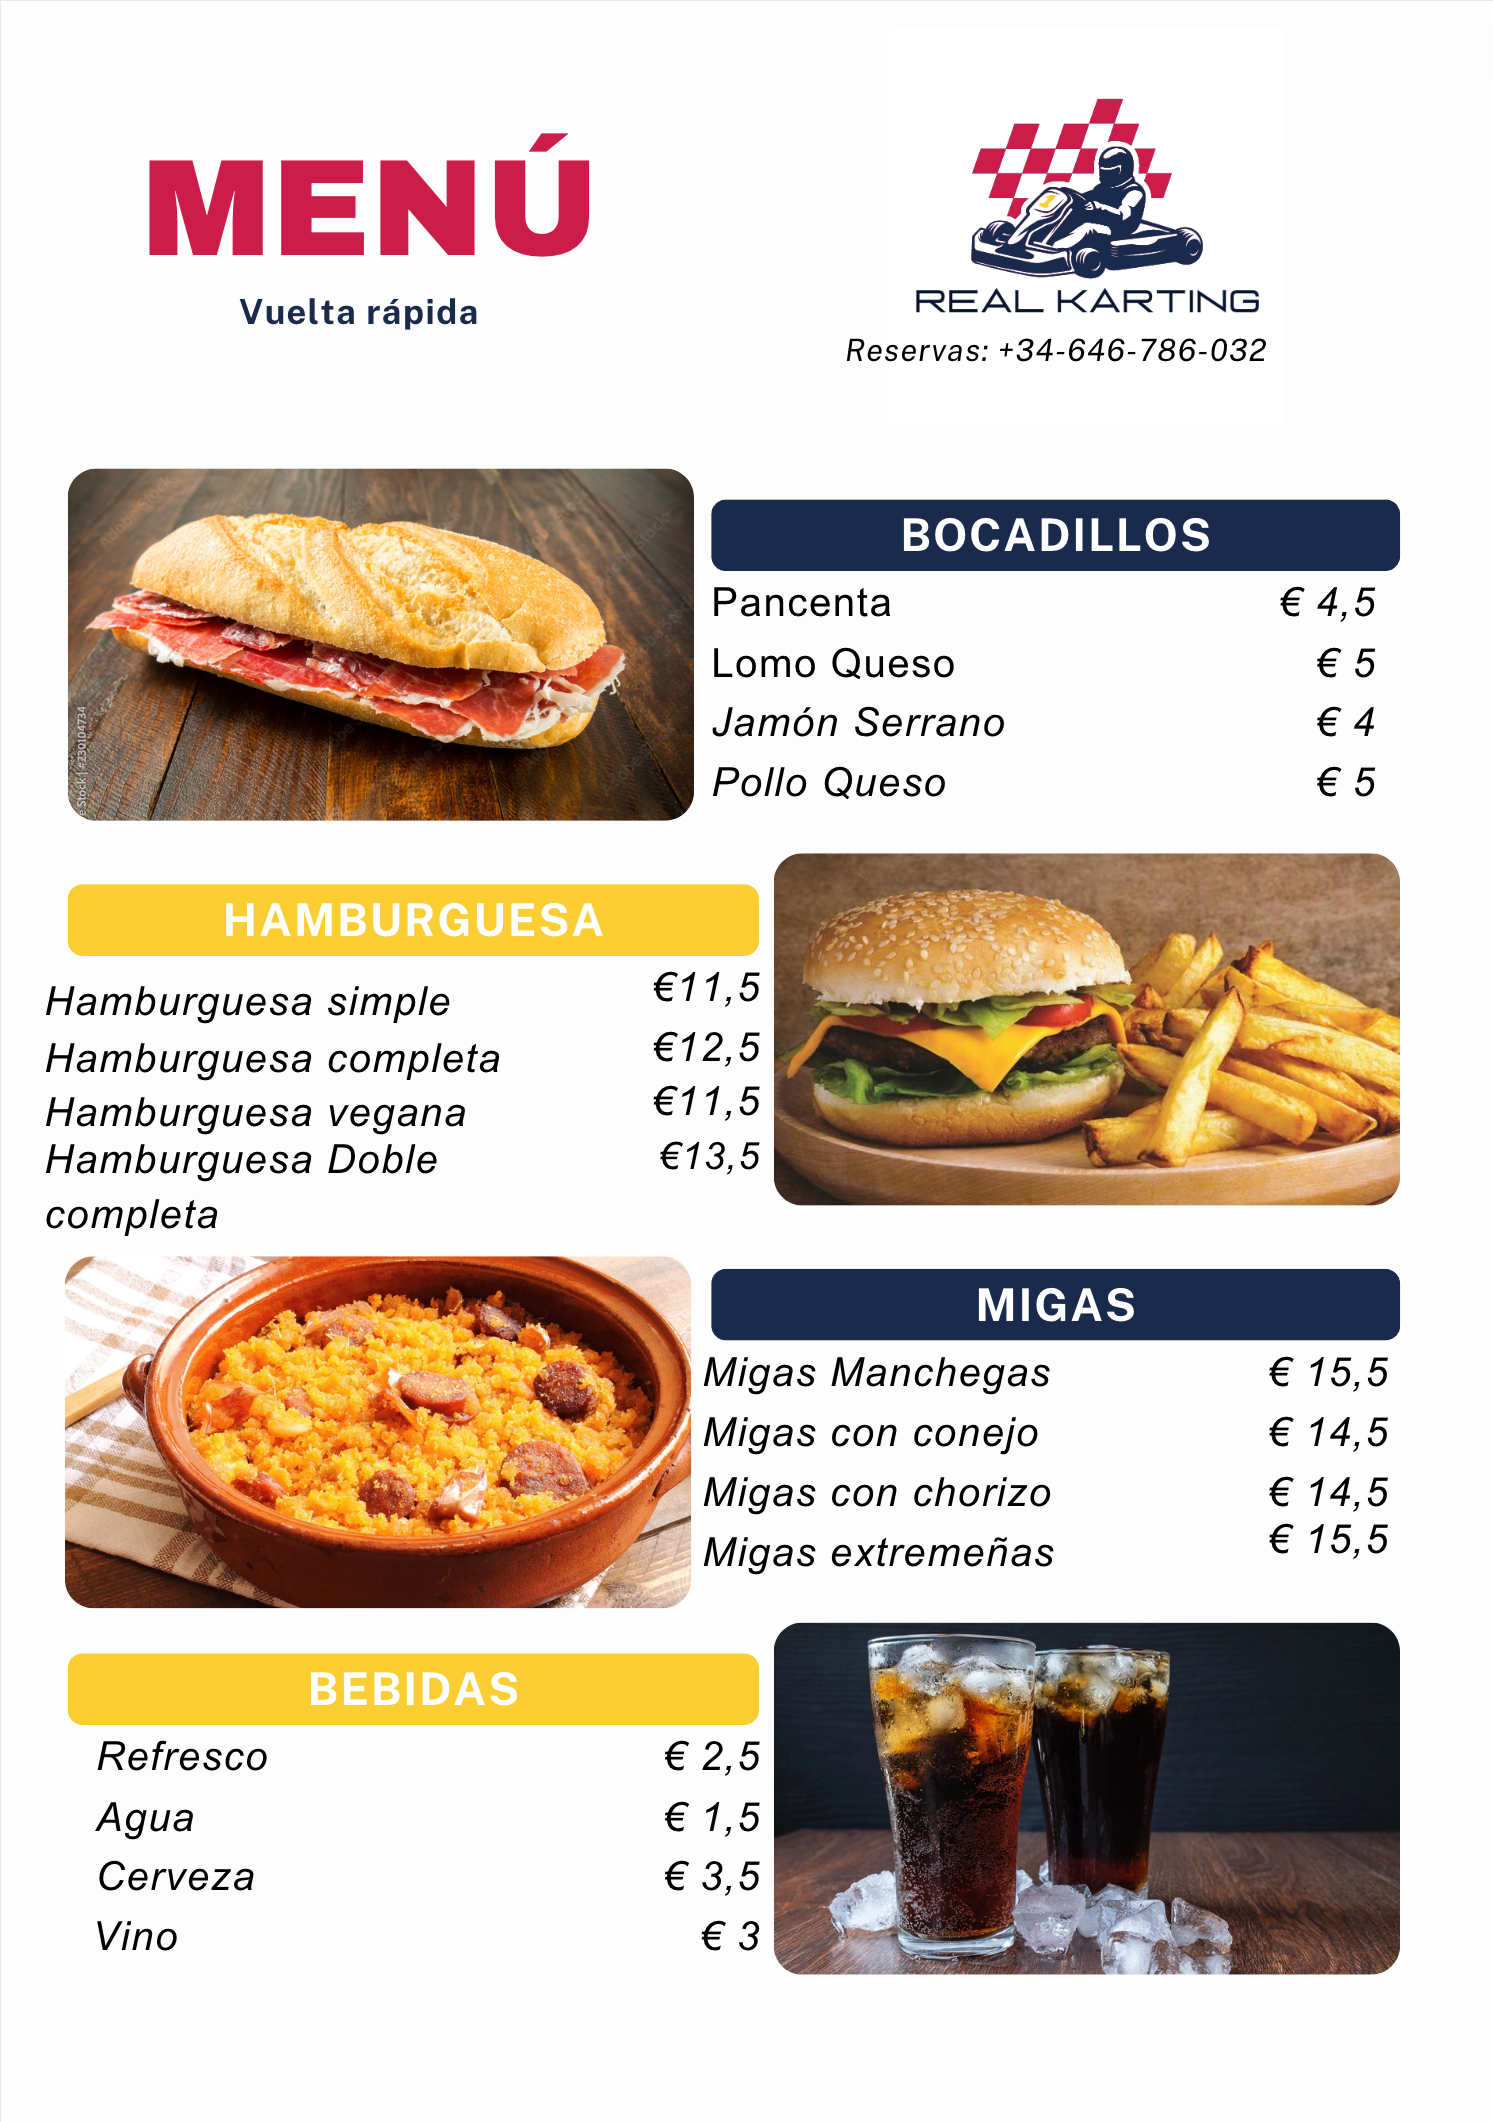 MENÚ
Vuelta rápida
1
REAL KARTING
Reservas: +34-646-786-032
BOCADILLOS
Pancenta € 4,5
Lomo Queso € 5
Jamón Serrano € 4
Pollo Queso € 5
e Stock | #230104734
HAMBURGUESA
Hamburguesa simple €11,5
Hamburguesa completa €12,5
Hamburguesa vegana €11,5
Hamburguesa Doble €13,5
completa
MIGAS
Migas Manchegas € 15,5
Migas con conejo € 14,5
Migas con chorizo € 14,5
Migas extremeñas € 15,5
BEBIDAS
Refresco € 2,5
Agua € 1,5
Cerveza € 3,5
Vino € 3